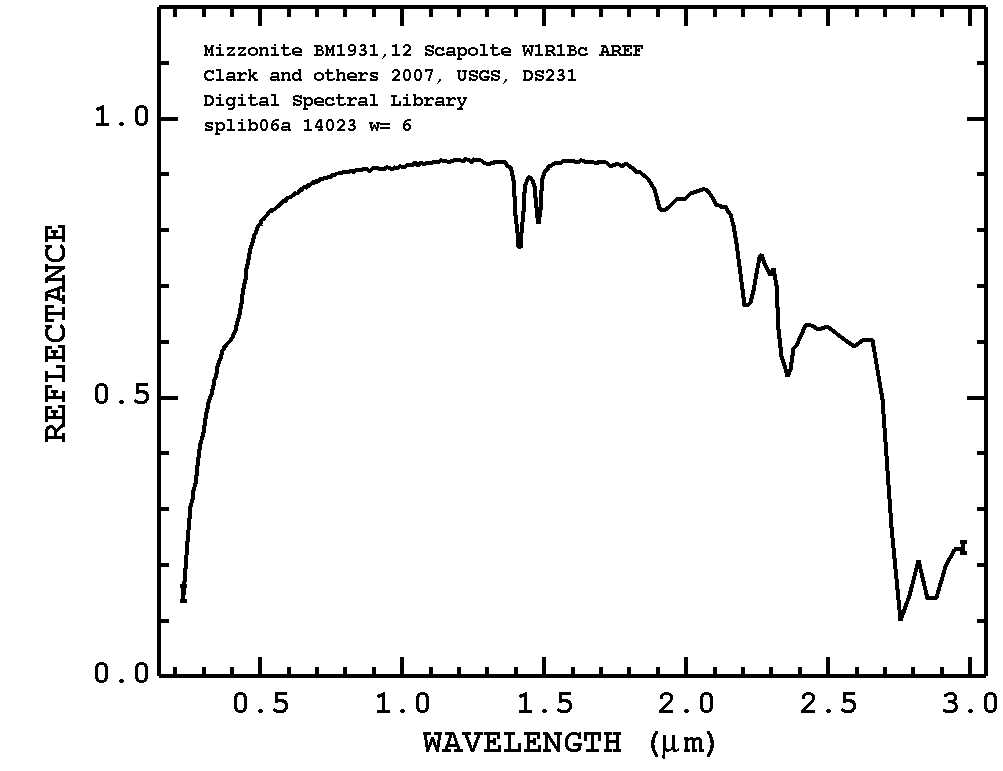 Mizzonite BM1931,12 Scapolte W1R1Bc AREF
Clark and others 2007, USGS, DS231
Digital Spectral Library
splib06a 14023 w= 6
1.0
0.5
0.0
REFLECTANCE
0.5 1.0 1.5 2.0 2.5 3.0
WAVELENGTH (μm)